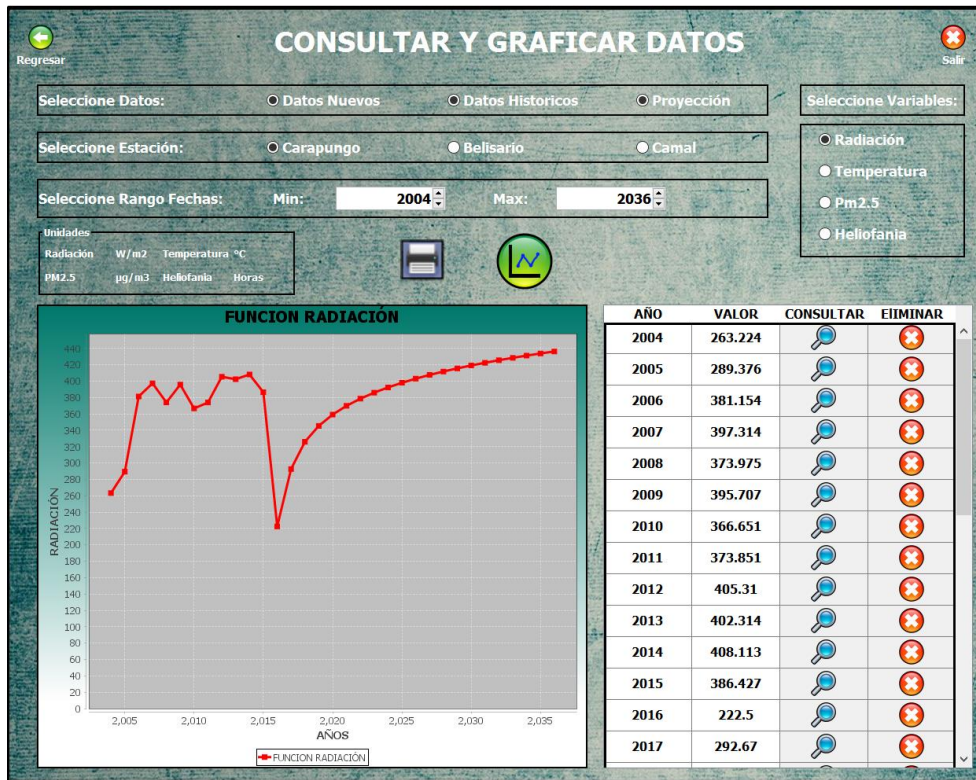 CONSULTAR Y GRAFICAR DATOS
Regresar
Salir
Seleccione Datos: Datos Nuevos Datos Historicos Proyección
Seleccione Variables:
Seleccione Estación: Carapungo Belisario Camal
Radiación
Temperatura
Pm2.5
Heliofania
Seleccione Rango Fechas: Min: 2004 Max: 2036
Unidades
Radiación W/m2 Temperatura °C
PM2.5 µg/m3 Heliofania Horas
FUNCION RADIACIÓN
440
420
400
380
360
340
320
300
280
260
240
220
200
180
160
140
120
100
80
60
40
20
0
RADIACIÓN
2,005 2,010 2,015 2,020 2,025 2,030 2,035
AÑOS
FUNCION RADIACIÓN
AÑO VALOR CONSULTAR ElIMINAR
2004 263.224
2005 289.376
2006 381.154
2007 397.314
2008 373.975
2009 395.707
2010 366.651
2011 373.851
2012 405.31
2013 402.314
2014 408.113
2015 386.427
2016 222.5
2017 292.67